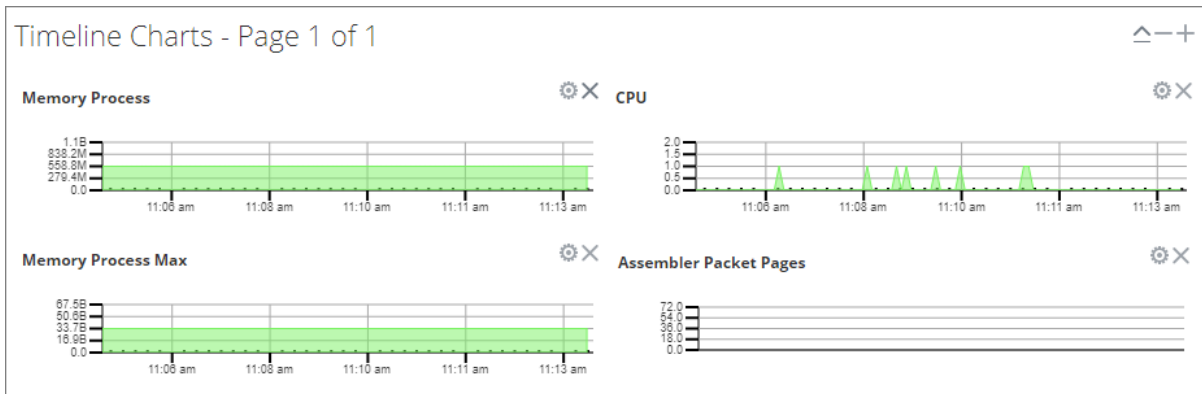 Timeline Charts - Page 1 of 1
Memory Process
1.1B
838.2M
558.8M
279.4M
0.0
11:06 am 11:08 am 11:10 am 11:11 am 11:13 am
CPU
2.0
1.5
1.0
0.5
0.0
11:06 am 11:08 am 11:10 am 11:11 am 11:13 am
Memory Process Max
67.5B
50.6B
33.7B
16.9B
0.0
11:06 am 11:08 am 11:10 am 11:11 am 11:13 am
Assembler Packet Pages
72.0
54.0
36.0
18.0
0.0